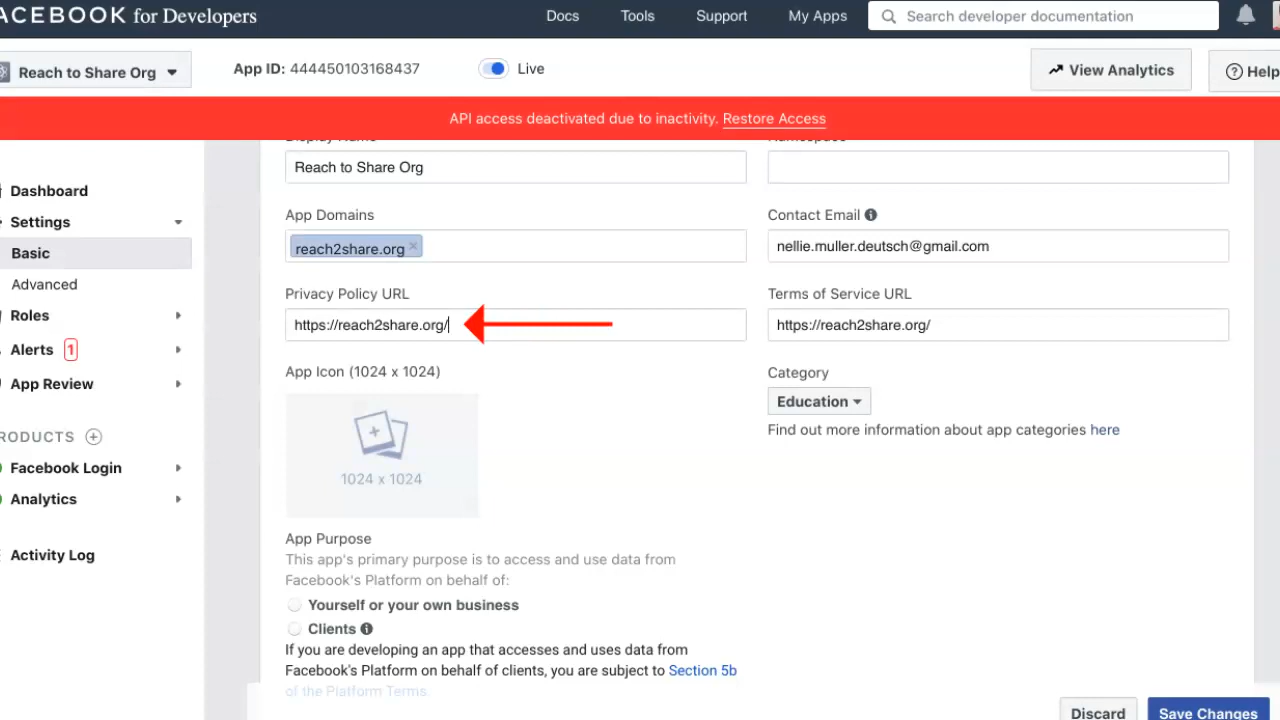 ACEBOOK for Developers
Docs
Tools
Support
My Apps
Search developer documentation
Reach to Share Org
App ID: 444450103168437
Live
View Analytics
Help
API access deactivated due to inactivity. Restore Access
Display Name
Namespace
Reach to Share Org
Dashboard
Settings
Basic
Advanced
Roles
Alerts 1
App Review
RODUCTS
Facebook Login
Analytics
Activity Log
App Domains
reach2share.org
Contact Email
nellie.muller.deutsch@gmail.com
Privacy Policy URL
https://reach2share.org/
Terms of Service URL
https://reach2share.org/
App Icon (1024 x 1024)
1024 x 1024
Category
Education
Find out more information about app categories here
App Purpose
This app's primary purpose is to access and use data from
Facebook's Platform on behalf of:
Yourself or your own business
Clients
If you are developing an app that accesses and uses data from
Facebook's Platform on behalf of clients, you are subject to Section 5b
of the Platform Terms
Discard
Save Changes